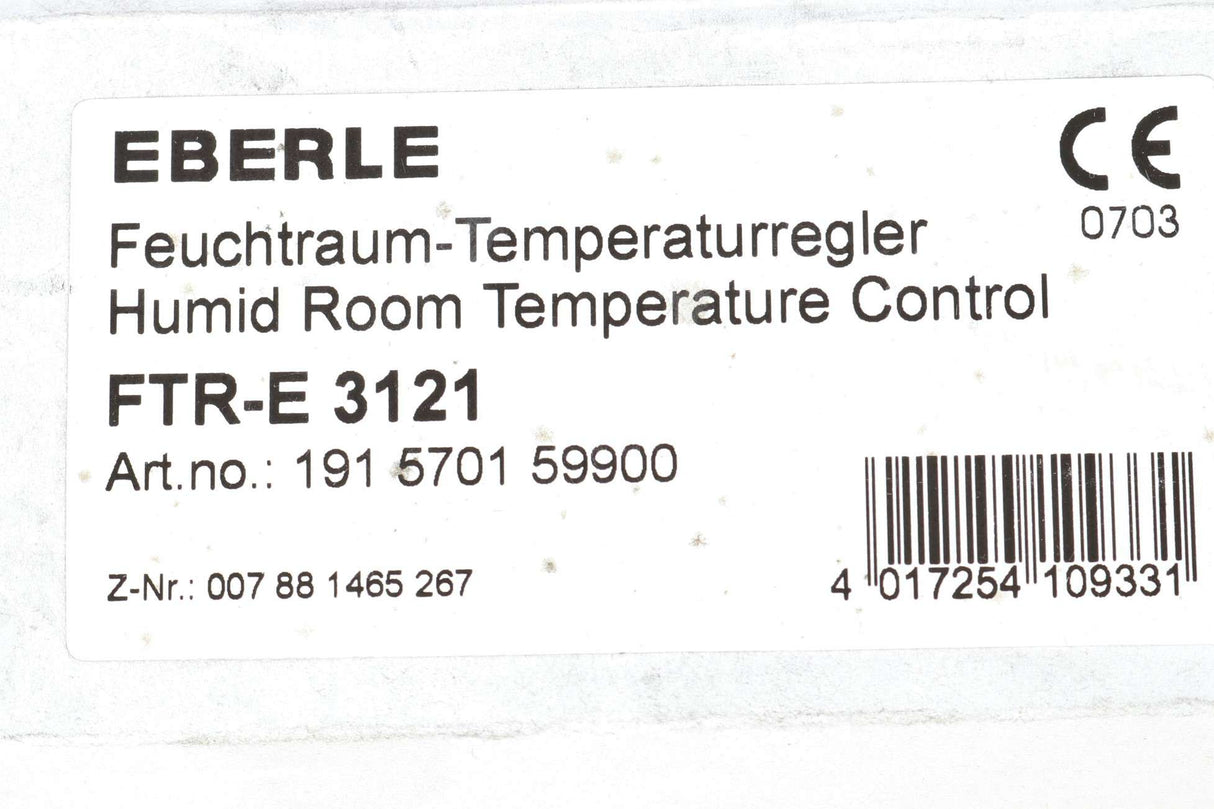 EBERLE
CE
0703
Feuchtraum-Temperaturregler
Humid Room Temperature Control
FTR-E 3121
Art.no.: 191 5701 59900
Z-Nr.: 007 88 1465 267
4 017254 109331